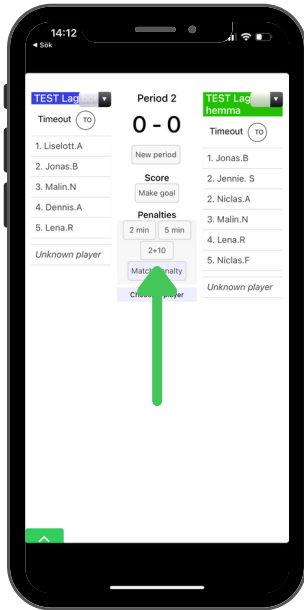 14:12
◀ Sök
TEST Lag
Timeout TO
1. Liselott.A
2. Jonas.B
3. Malin.N
4. Dennis.A
5. Lena.R
Unknown player
Period 2
0 - 0
New period
Score
Make goal
Penalties
2 min 5 min
2+10
Match penalty
player
TEST Lag
hemma
Timeout TO
1. Jonas.B
2. Jennie. S
2. Niclas.A
3. Malin.N
4. Lena.R
5. Niclas.F
Unknown player